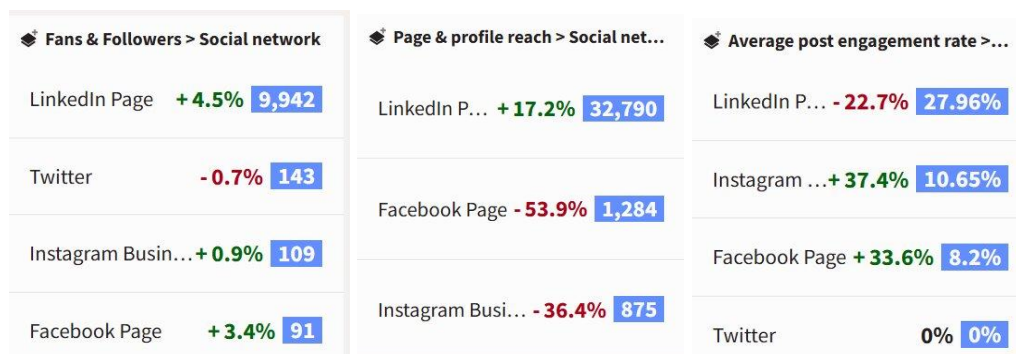 Fans & Followers > Social network
LinkedIn Page +4.5% 9,942
Twitter -0.7% 143
Instagram Busin... +0.9% 109
Facebook Page +3.4% 91
Page & profile reach > Social net...
LinkedIn P... +17.2% 32,790
Facebook Page -53.9% 1,284
Instagram Busi... -36.4% 875
Average post engagement rate >...
LinkedIn P... -22.7% 27.96%
Instagram ... +37.4% 10.65%
Facebook Page +33.6% 8.2%
Twitter 0% 0%